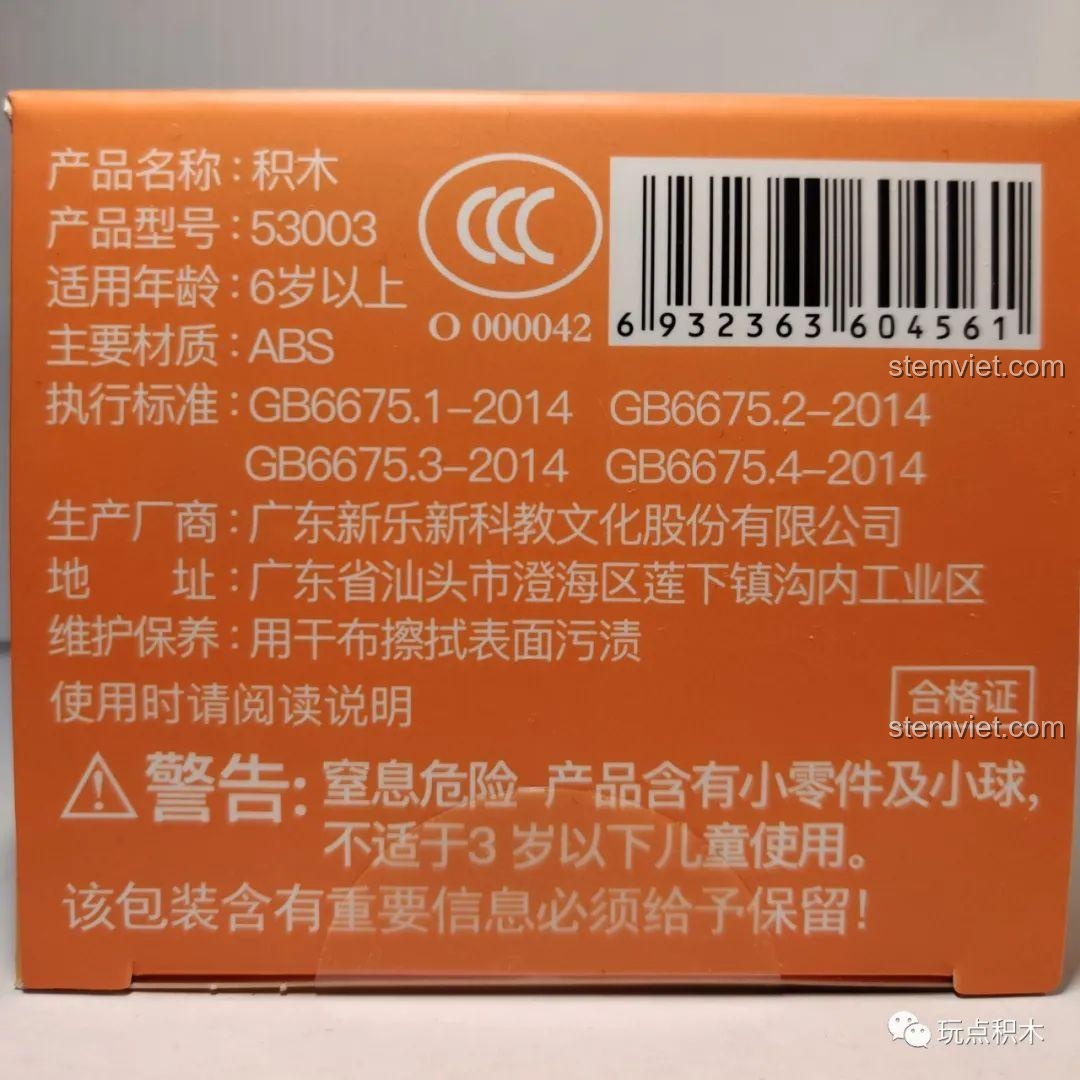 产品名称：积木
产品型号：53003
适用年龄：6岁以上
主要材质：ABS
CCC
O 000042
6 932363 604561
stemviet.com
执行标准：GB6675.1-2014 GB6675.2-2014
GB6675.3-2014 GB6675.4-2014
生产厂商：广东新乐新科教文化股份有限公司
地 址：广东省汕头市澄海区莲下镇沟内工业区
维护保养：用干布擦拭表面污渍
使用时请阅读说明
合格证
stemviet.com
警告：窒息危险-产品含有小零件及小球，
不适于3 岁以下儿童使用。
该包装含有重要信息必须给予保留！
玩点积木